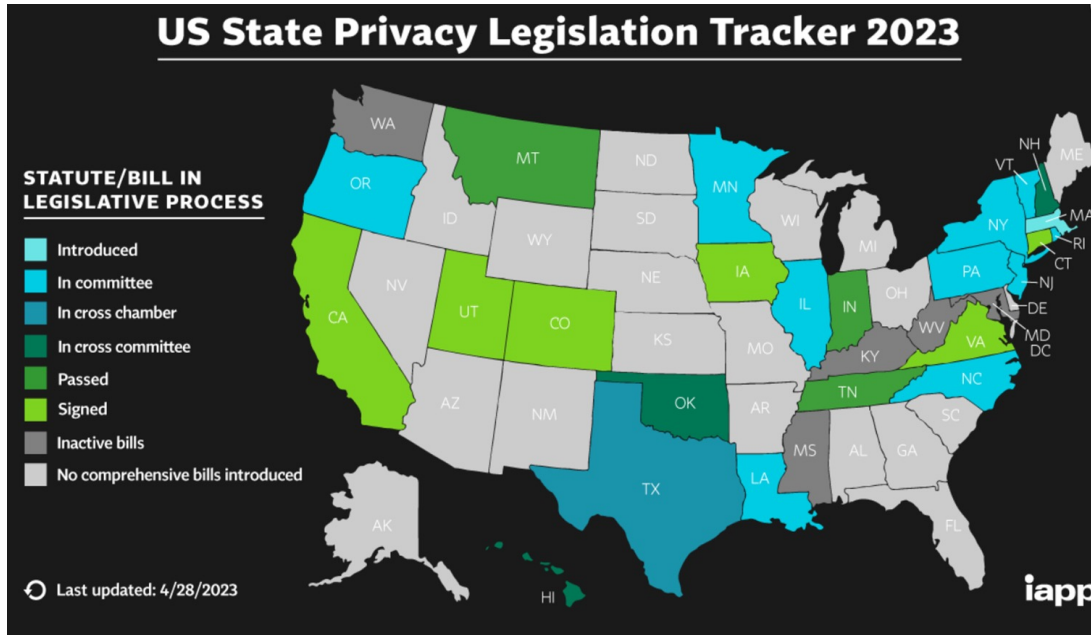 US State Privacy Legislation Tracker 2023
STATUTE/BILL IN
LEGISLATIVE PROCESS
Introduced
In committee
In cross chamber
In cross committee
Passed
Signed
Inactive bills
No comprehensive bills introduced
Last updated: 4/28/2023
WA
OR
CA
NV
ID
MT
WY
UT
CO
AZ
NM
ND
SD
NE
KS
OK
TX
MN
IA
MO
AR
LA
WI
IL
MI
IN
OH
KY
TN
MS
AL
GA
FL
SC
NC
VA
WV
PA
NY
VT
NH
ME
MA
RI
CT
NJ
DE
MD
DC
AK
HI
iapp